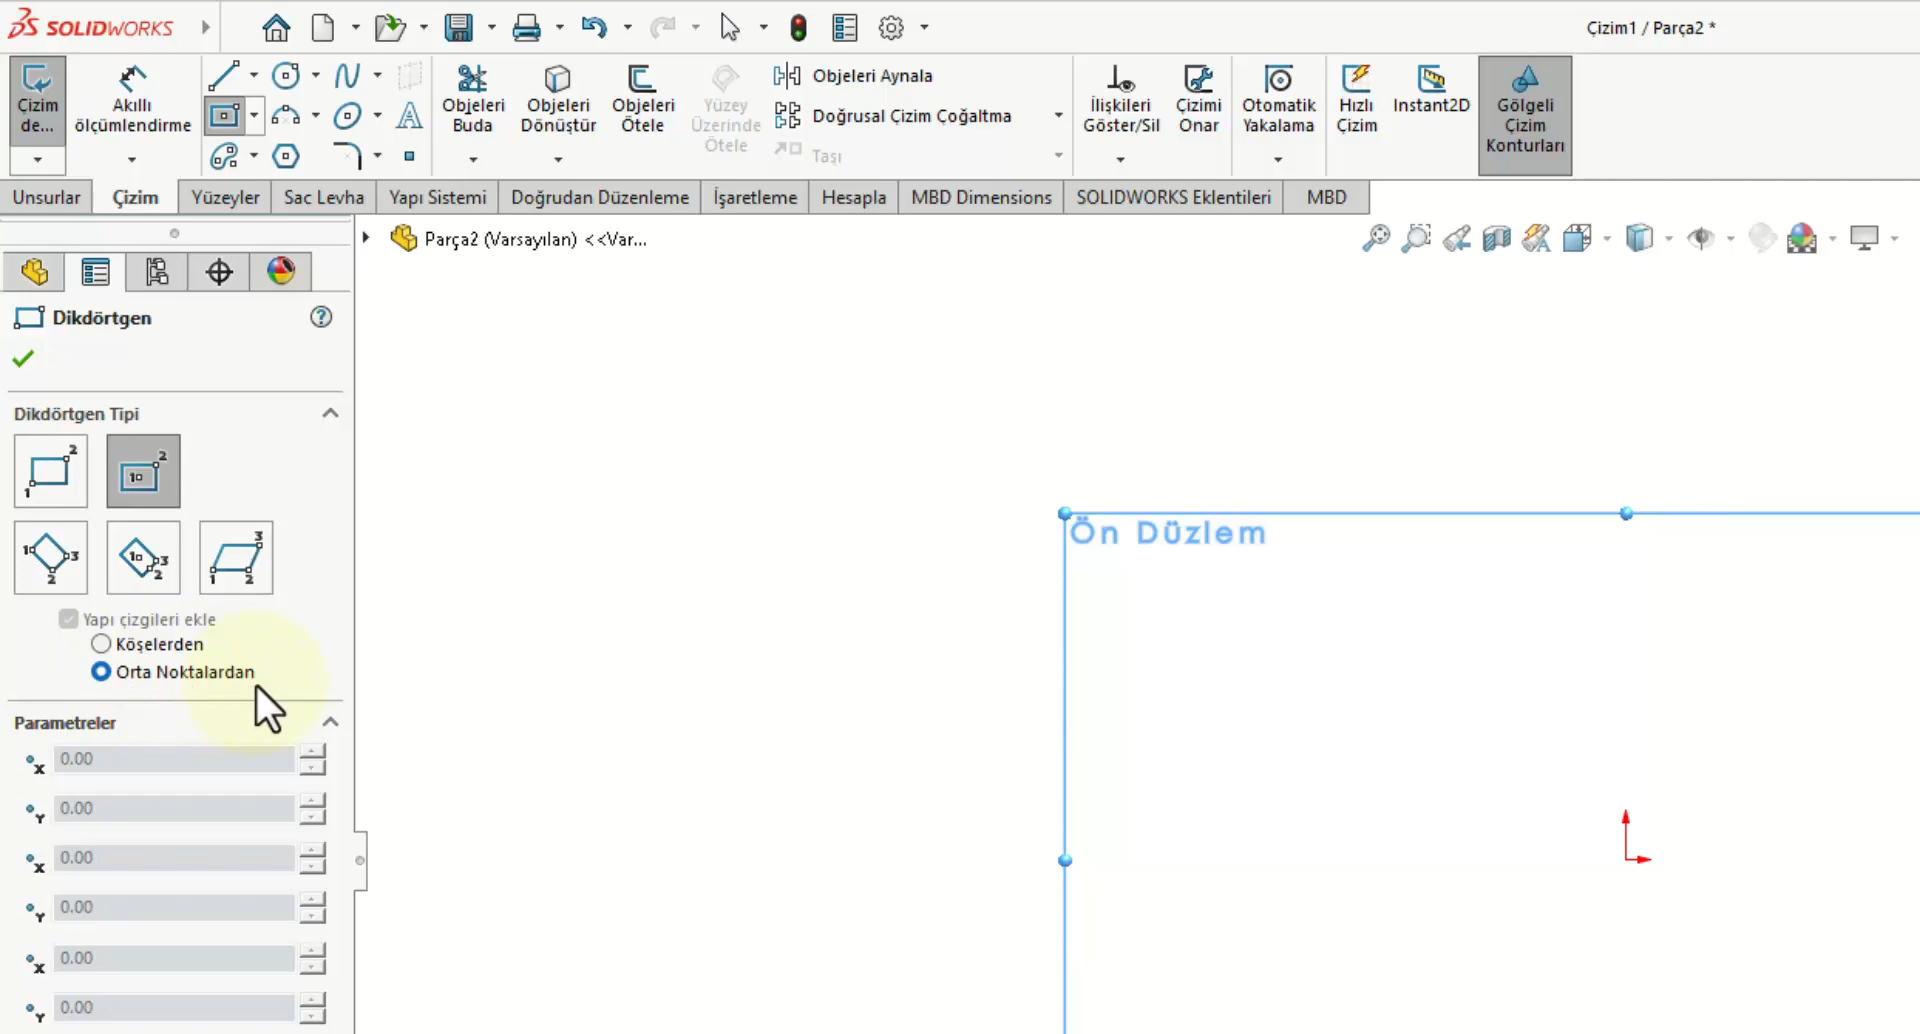 SOLIDWORKS
Çizim1 / Parça2 *
Çizim
de...
Akıllı
ölçümlendirme
Objeleri
Buda
Objeleri
Dönüştür
Objeleri
Ötele
Yüzey
Üzerinde
Ötele
Objeleri Aynala
Doğrusal Çizim Çoğaltma
Taşı
İlişkileri
Göster/Sil
Çizimi
Onar
Otomatik
Yakalama
Hızlı
Çizim
Instant2D
Gölgeli
Çizim
Konturları
Unsurlar
Çizim
Yüzeyler
Sac Levha
Yapı Sistemi
Doğrudan Düzenleme
İşaretleme
Hesapla
MBD Dimensions
SOLIDWORKS Eklentileri
MBD
Parça2 (Varsayılan) <<Var...
Dikdörtgen
Dikdörtgen Tipi
Yapı çizgileri ekle
Köşelerden
Orta Noktalardan
Parametreler
X 0.00
Y 0.00
X 0.00
Y 0.00
X 0.00
Y 0.00
Ön Düzlem